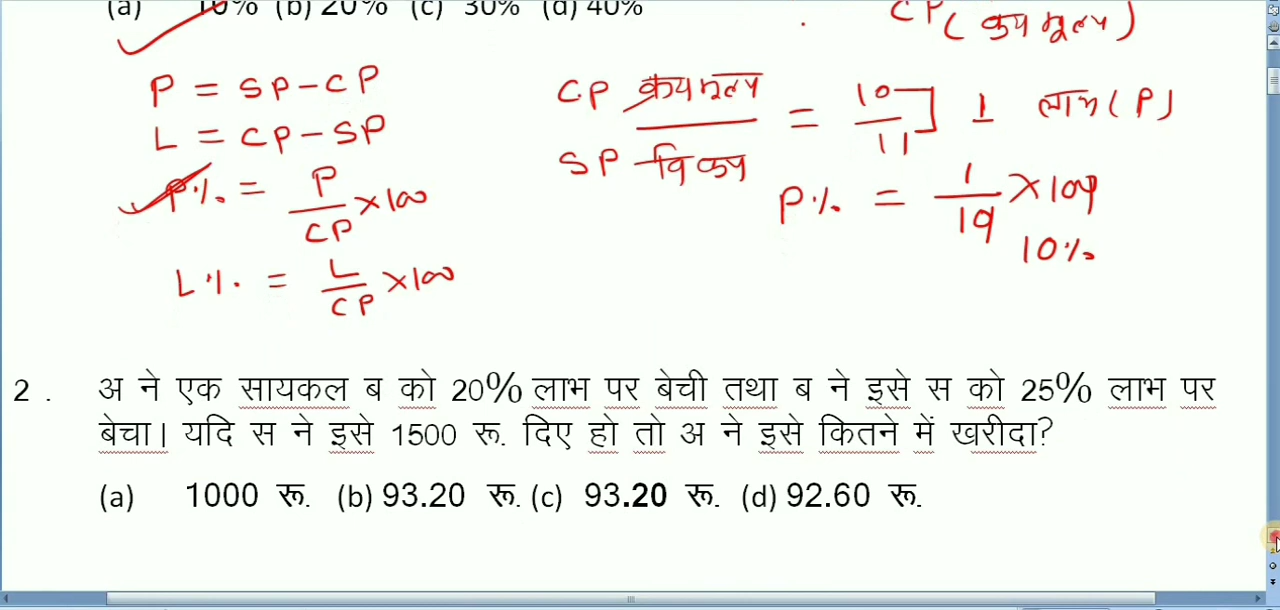 (a) 10% (b) 20% (c) 30% (d) 40%
CP ( क्रय मूल्य )
P = SP - CP
L = CP - SP
P% = P/CP × 100
L% = L/CP × 100
CP क्रयमूल्य / SP विक्रय = 10/11 ] 1 लाभ ( P )
P% = 1/10 × 100
10%
2 . अ ने एक सायकल ब को 20% लाभ पर बेची तथा ब ने इसे स को 25% लाभ पर
बेचा। यदि स ने इसे 1500 रू. दिए हो तो अ ने इसे कितने में खरीदा?
(a) 1000 रू. (b) 93.20 रू. (c) 93.20 रू. (d) 92.60 रू.